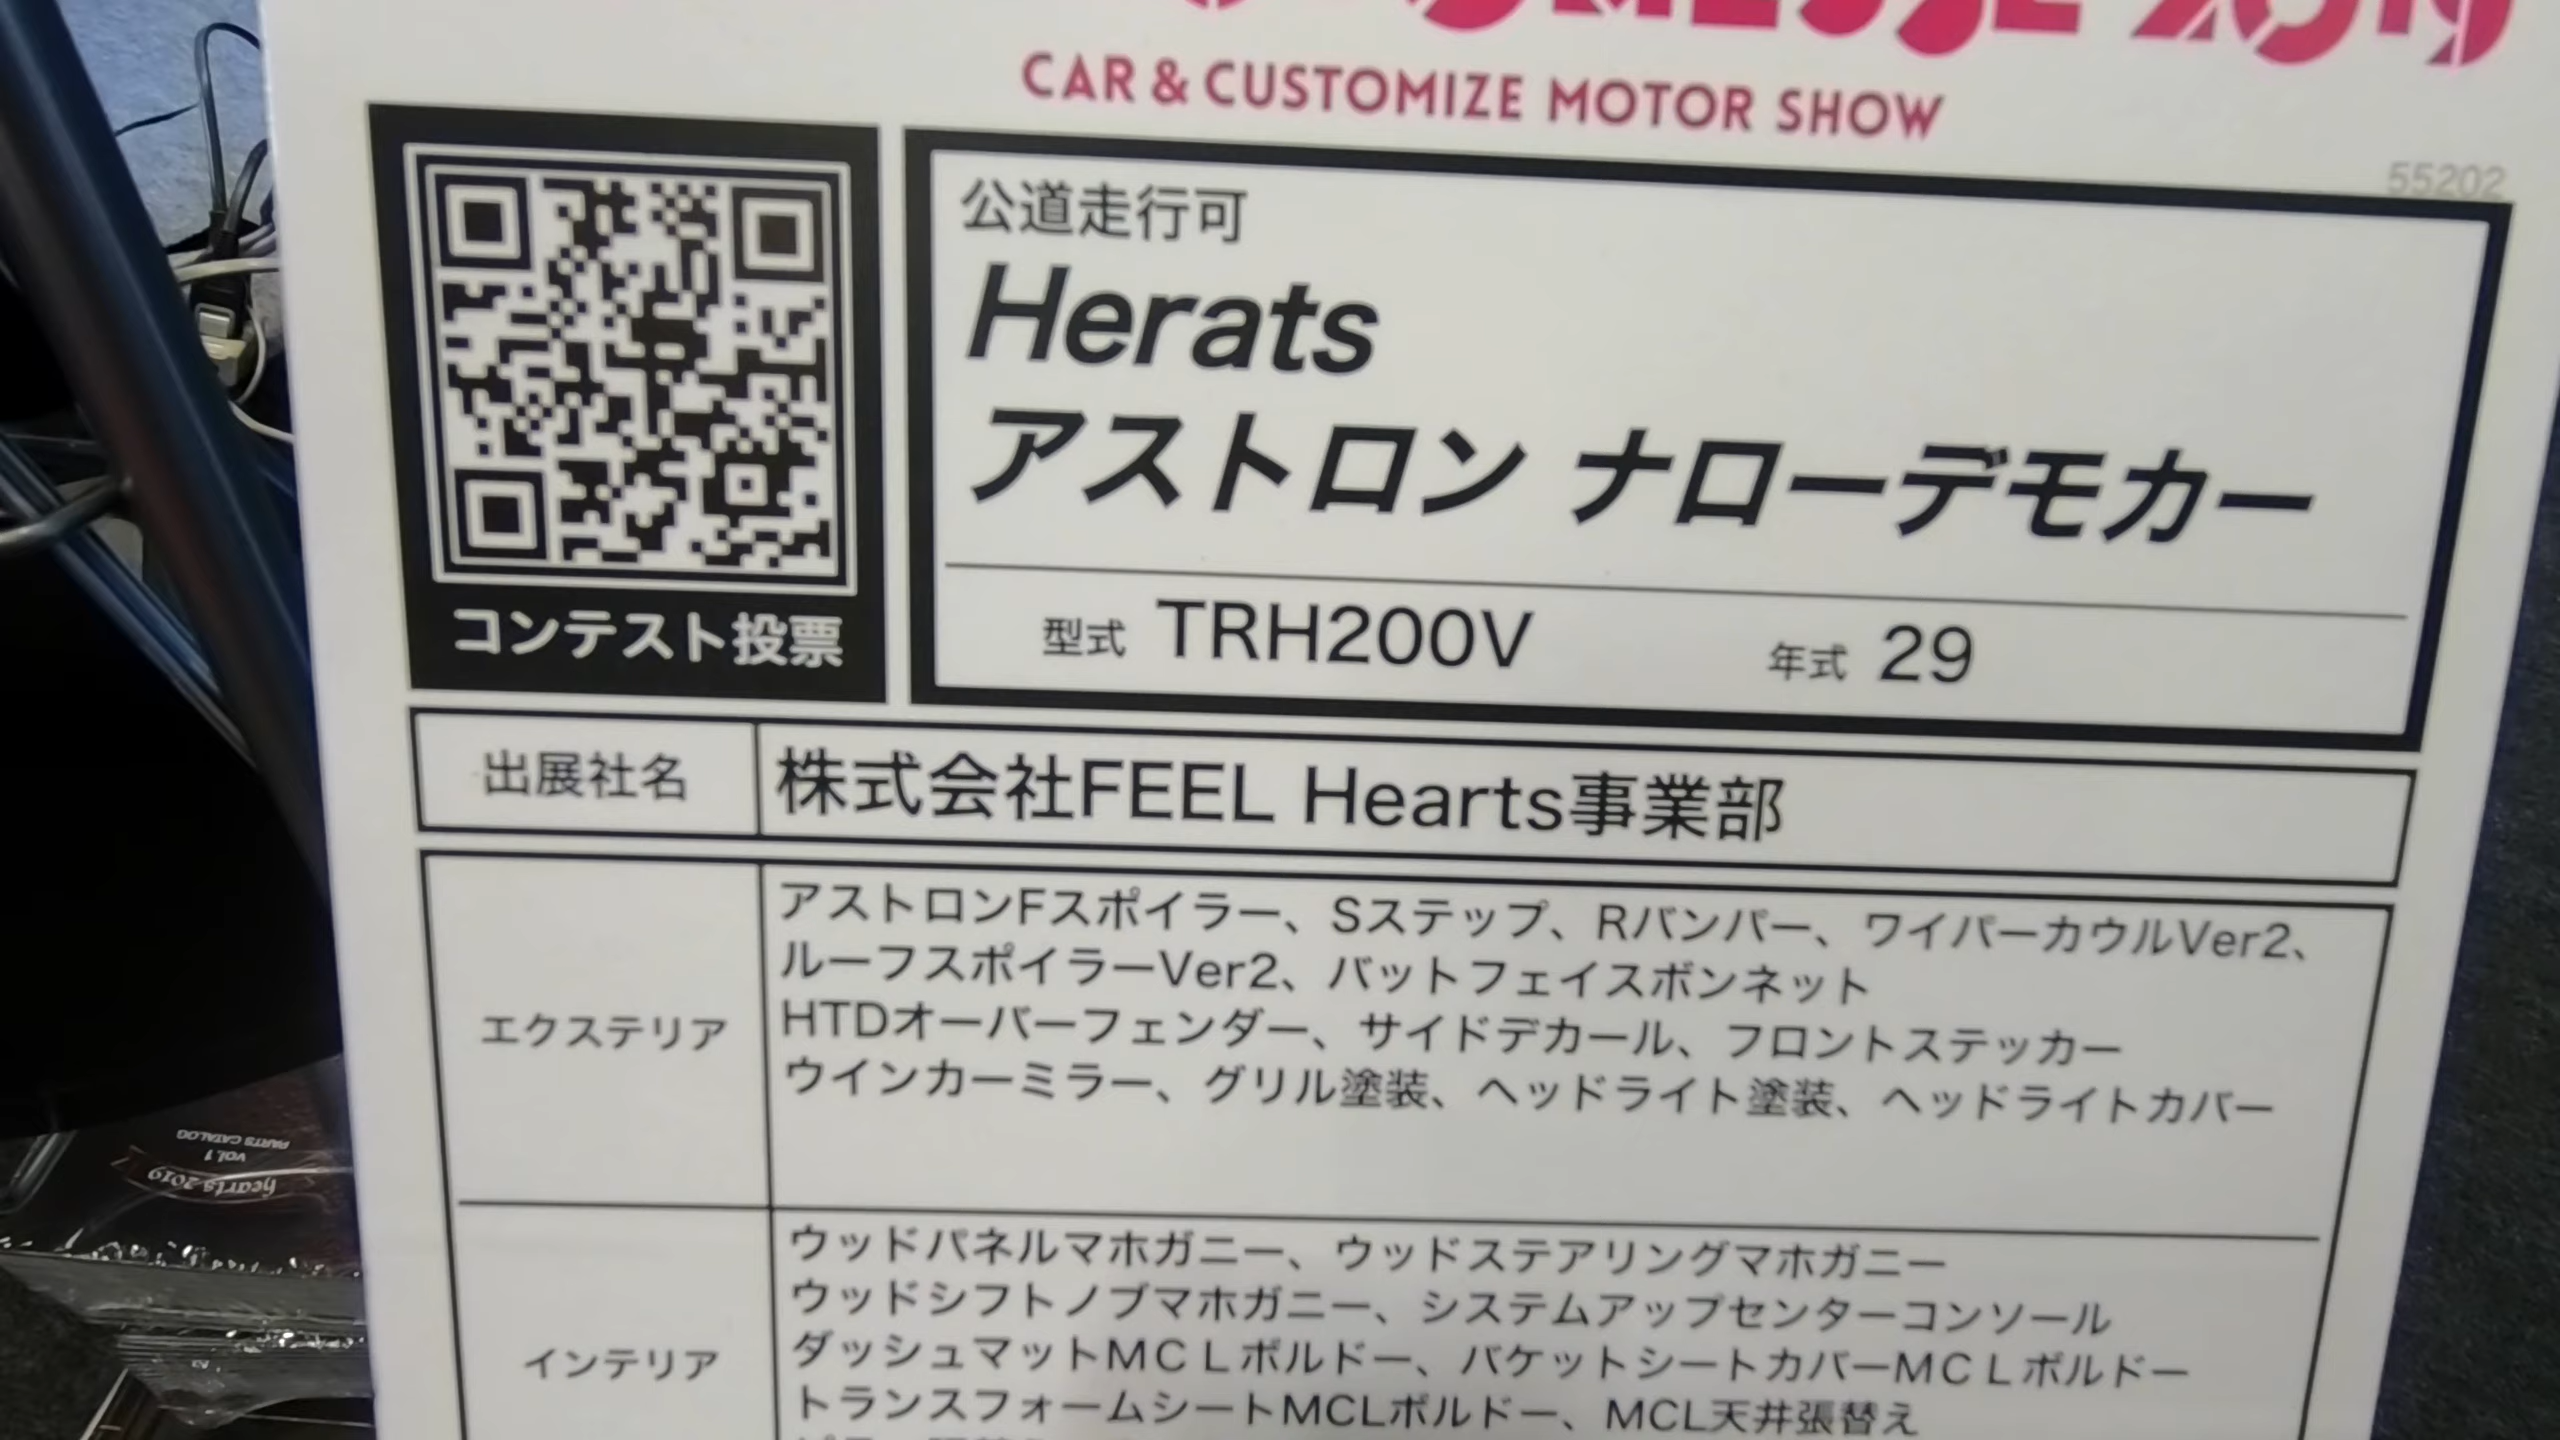 CAR & CUSTOMIZE MOTOR SHOW
55202
公道走行可
Herats
アストロン ナローデモカー
型式 TRH200V 年式 29
コンテスト投票
出展社名 株式会社FEEL Hearts事業部
エクステリア
アストロンFスポイラー、Sステップ、Rバンパー、ワイパーカウルVer2、
ルーフスポイラーVer2、バットフェイスボンネット
HTDオーバーフェンダー、サイドデカール、フロントステッカー
ウインカーミラー、グリル塗装、ヘッドライト塗装、ヘッドライトカバー
インテリア
ウッドパネルマホガニー、ウッドステアリングマホガニー
ウッドシフトノブマホガニー、システムアップセンターコンソール
ダッシュマットMCLボルドー、バケットシートカバーMCLボルドー
トランスフォームシートMCLボルドー、MCL天井張替え
hearts 2019
vol.1
PARTS CATALOG